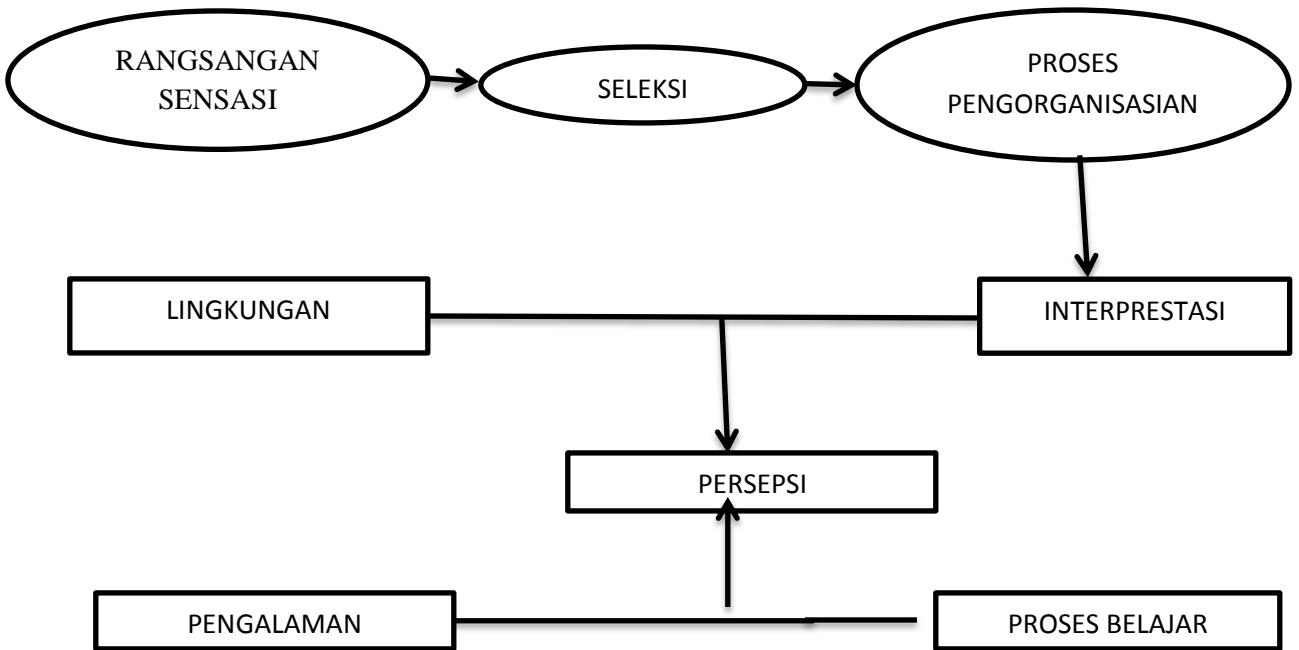 RANGSANGAN
SENSASI
SELEKSI
PROSES
PENGORGANISASIAN
LINGKUNGAN
INTERPRESTASI
PERSEPSI
PENGALAMAN
PROSES BELAJAR